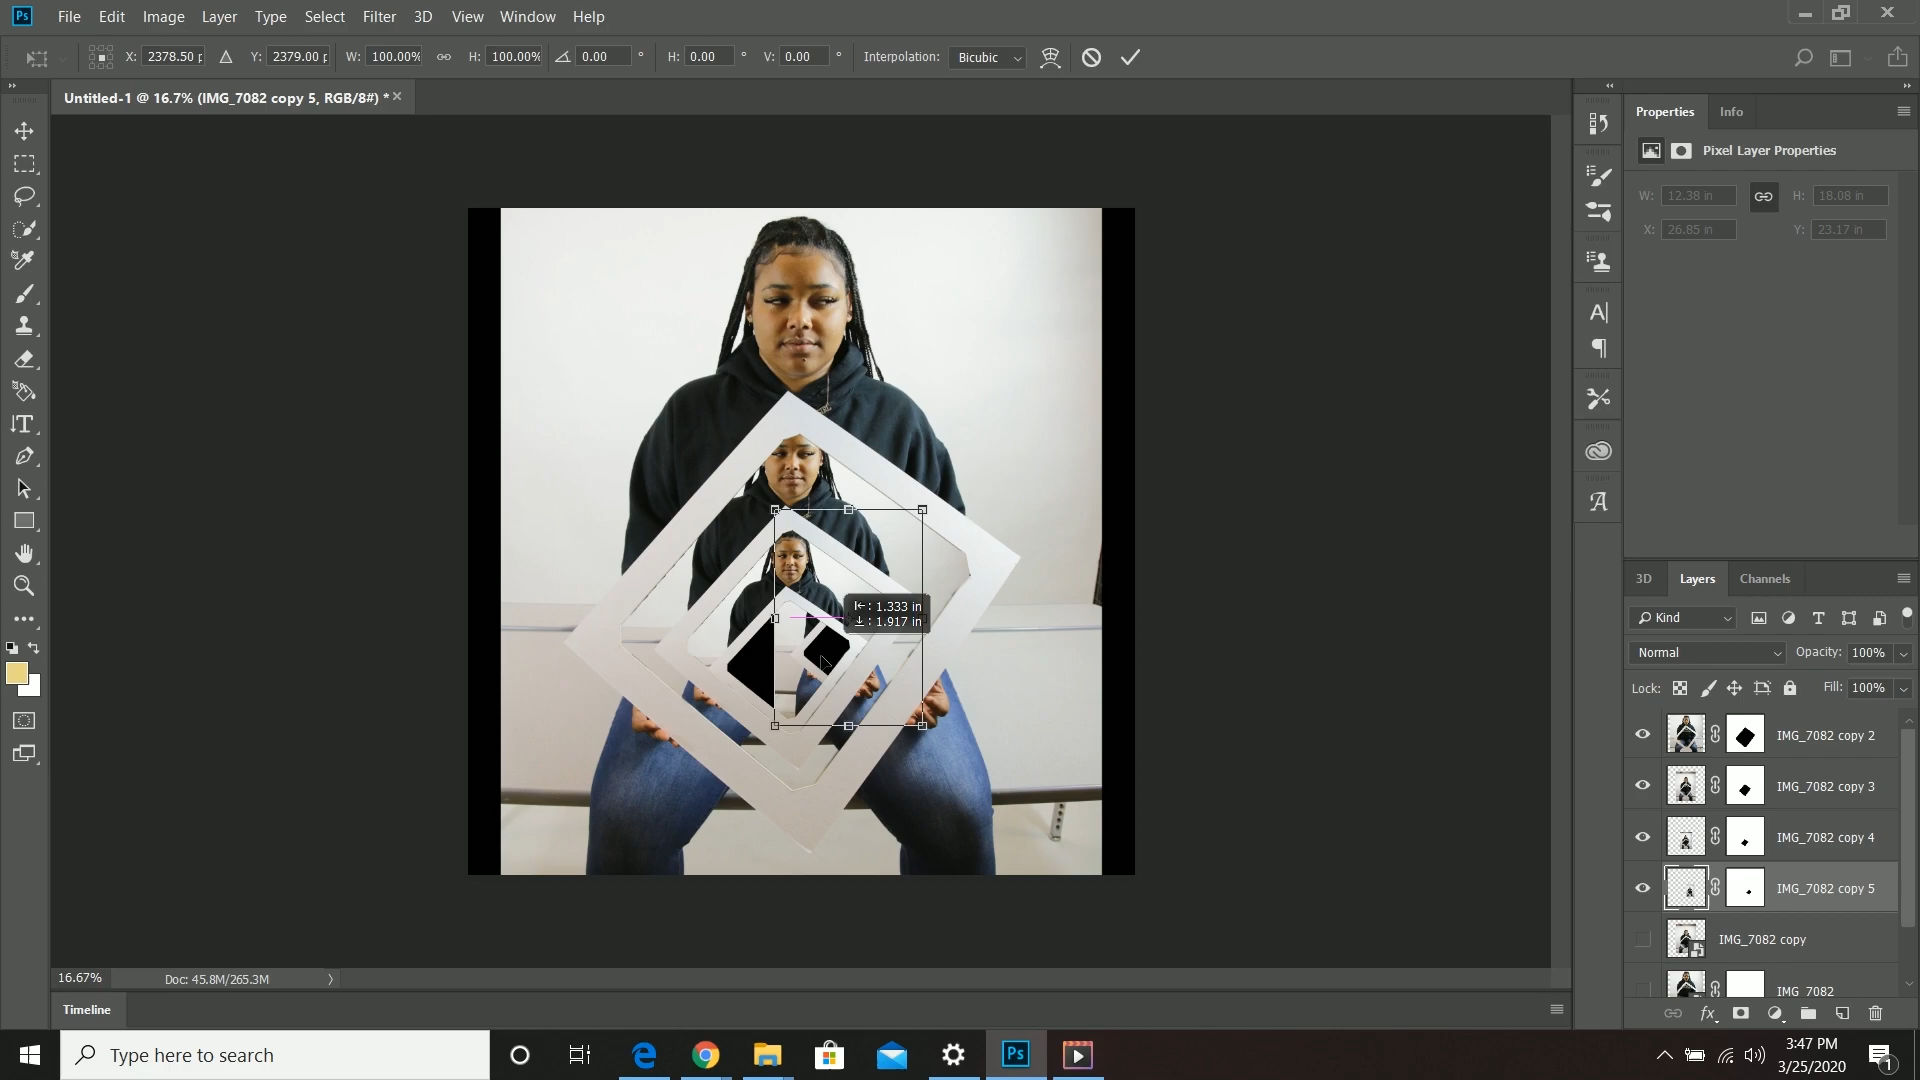 Ps File Edit Image Layer Type Select Filter 3D View Window Help
X: 2378.50 p Y: 2379.00 p W: 100.00% H: 100.00% 0.00 ° H: 0.00 ° V: 0.00 ° Interpolation: Bicubic
Untitled-1 @ 16.7% (IMG_7082 copy 5, RGB/8#) *
Properties Info
Pixel Layer Properties
W: 12.38 in H: 18.08 in
X: 26.85 in Y: 23.17 in
: 1.333 in
: 1.917 in
3D Layers Channels
Kind
Normal Opacity: 100%
Lock: Fill: 100%
IMG_7082 copy 2
IMG_7082 copy 3
IMG_7082 copy 4
IMG_7082 copy 5
IMG_7082 copy
IMG_7082
16.67% Doc: 45.8M/265.3M
Timeline
Type here to search
Ps
3:47 PM
3/25/2020
1